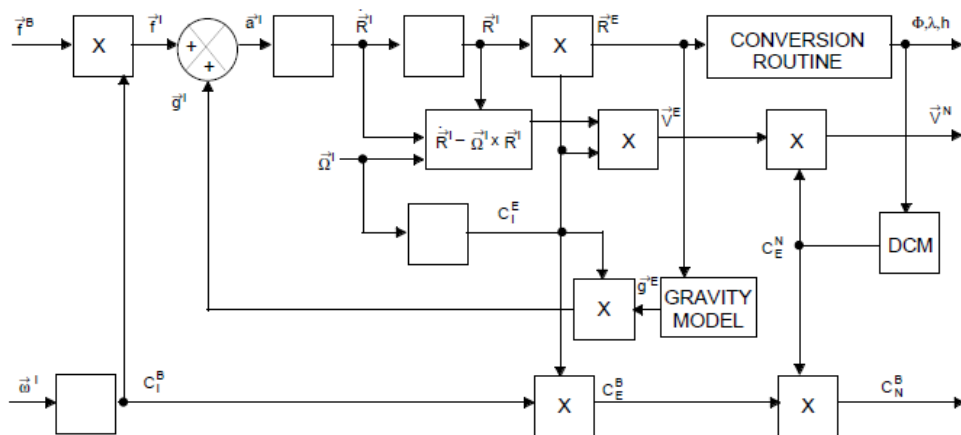 f⃗ᴮ X f⃗ᴵ + + a⃗ᴵ Ṙ⃗ᴵ R⃗ᴵ X R⃗ᴱ CONVERSION ROUTINE Φ,λ,h
g⃗ᴵ
Ṙ⃗ᴵ − Ω⃗ᴵ x R⃗ᴵ X V⃗ᴱ X V⃗ᴺ
Ω⃗ᴵ
C_I^E C_E^N DCM
X g⃗ᴱ GRAVITY MODEL
ω⃗ᴵ C_I^B X C_E^B X C_N^B